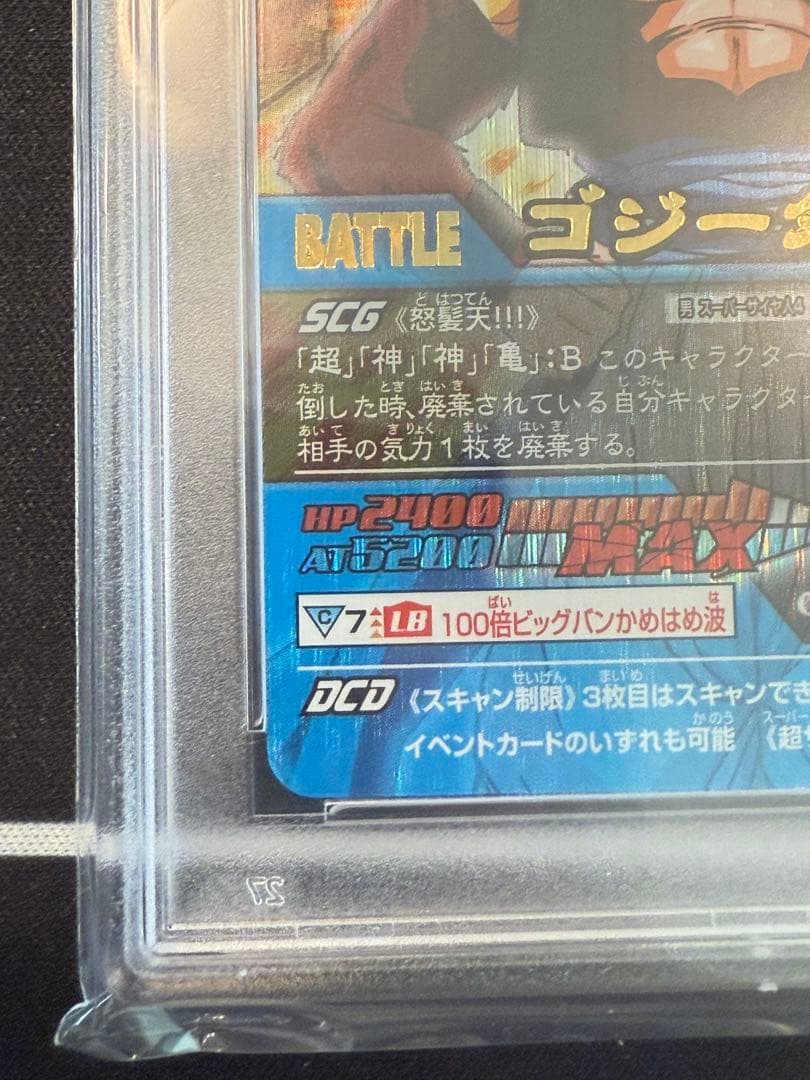 BATTLE ゴジータ
SCG 《怒髪天!!!》 男 スーパーサイヤ人4
「超」「神」「神」「亀」:B このキャラクター
倒した時、廃棄されている自分キャラクタ
相手の気力1枚を廃棄する。
HP2400
AT5200 MAX
C 7 LB 100倍ビッグバンかめはめ波
DCD 《スキャン制限》3枚目はスキャンでき
イベントカードのいずれも可能 《超サ
27